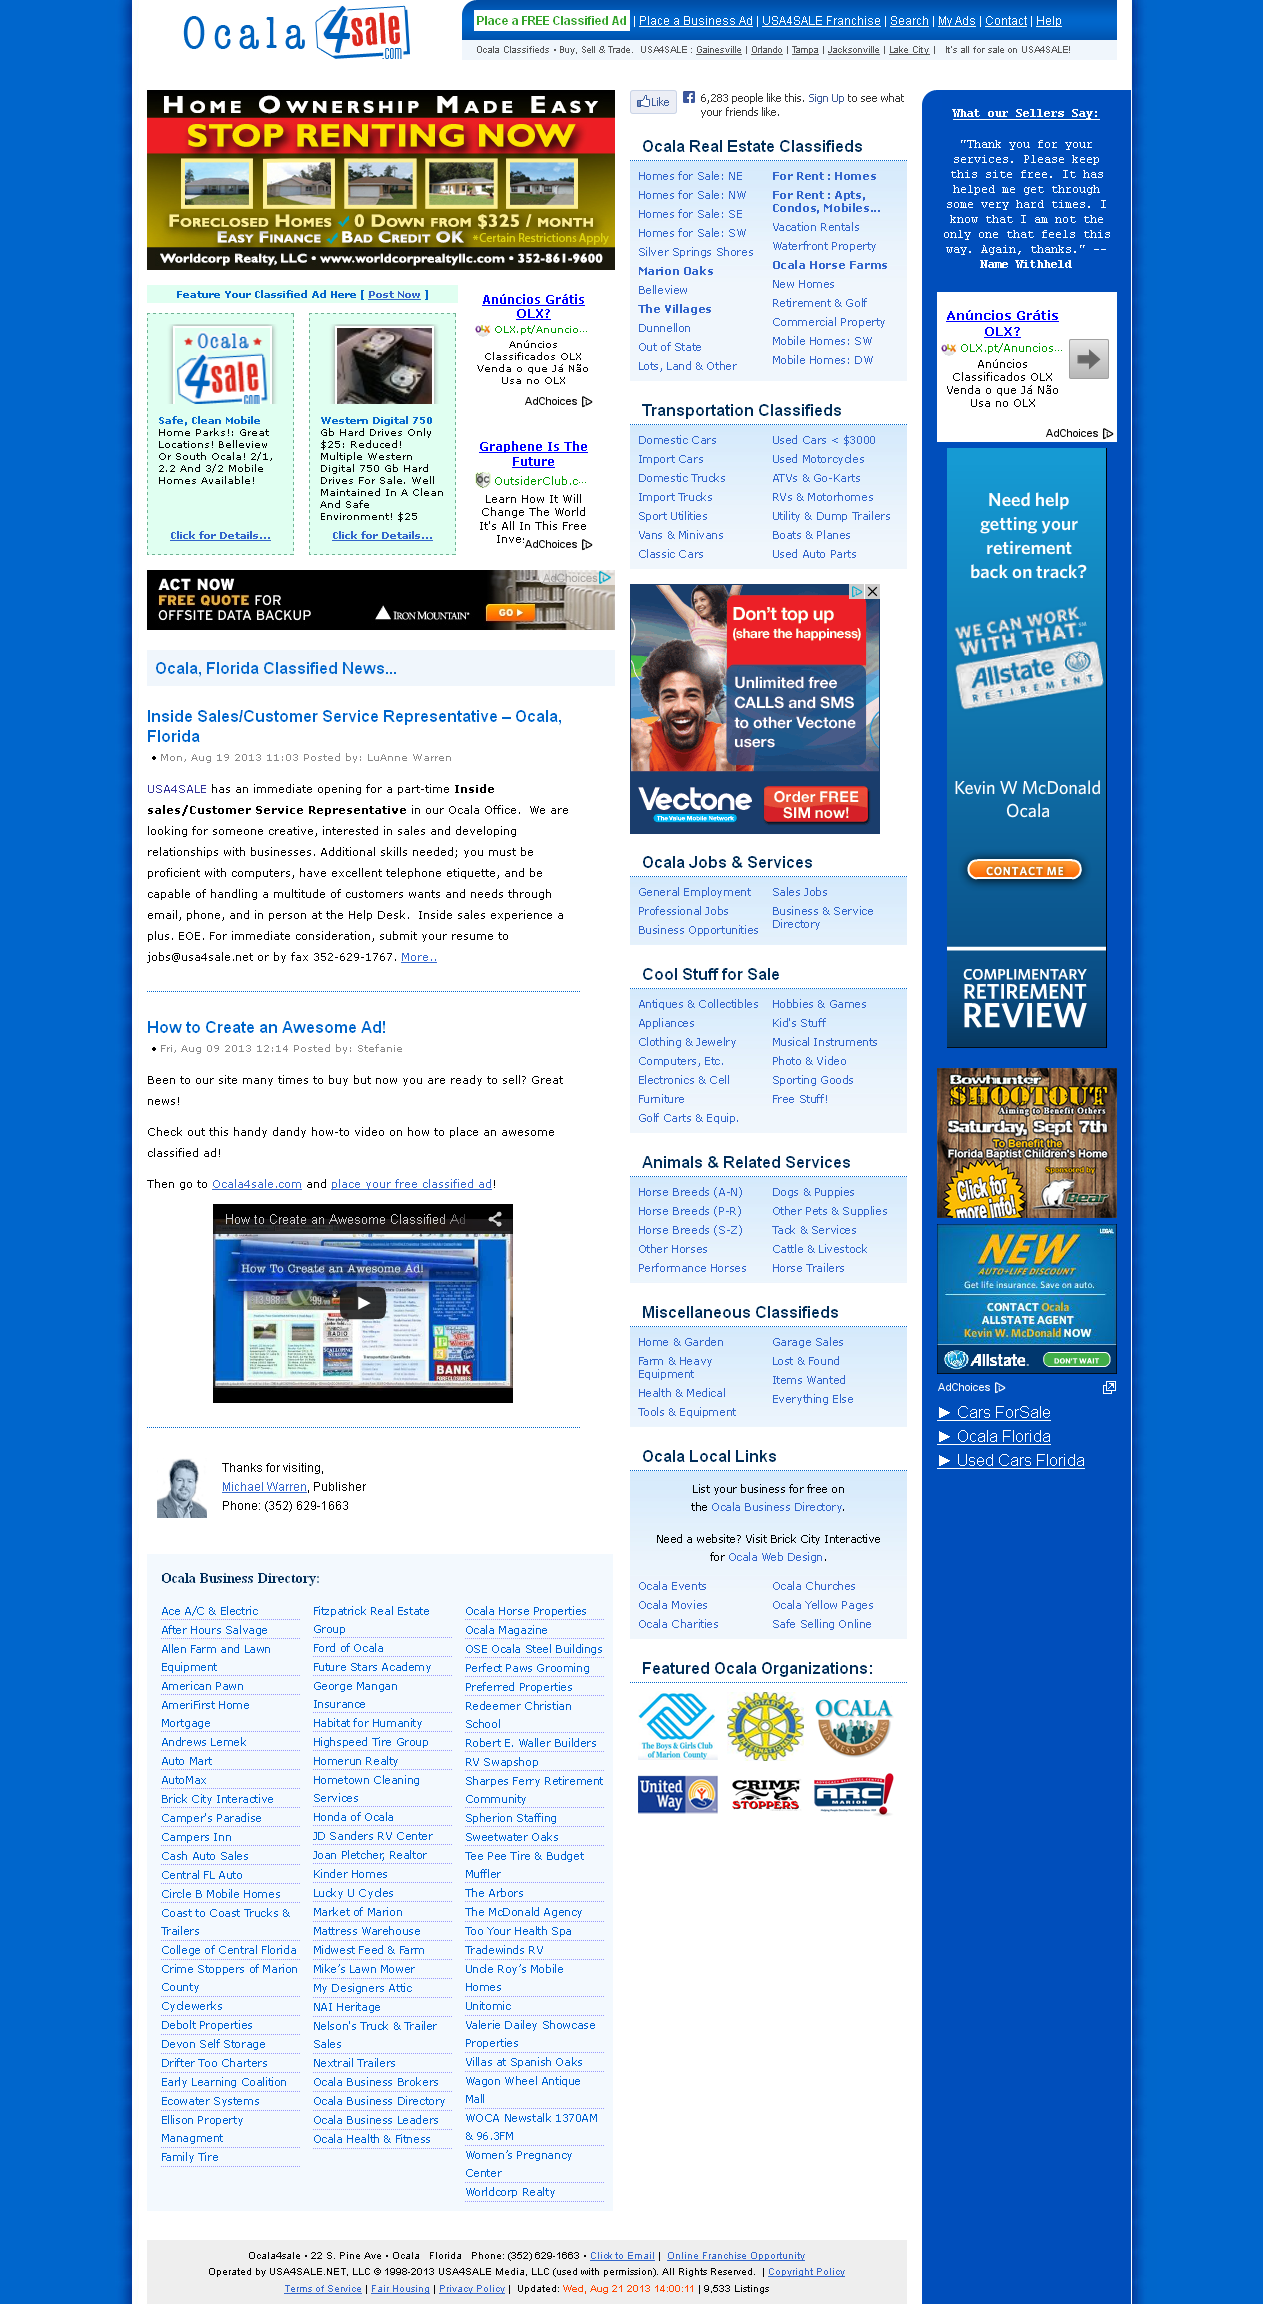 Ocala 4sale .com
Place a FREE Classified Ad | Place a Business Ad | USA4SALE Franchise | Search | My Ads | Contact | Help
Ocala Classifieds • Buy, Sell & Trade. USA4SALE : Gainesville | Orlando | Tampa | Jacksonville | Lake City | It's all for sale on USA4SALE!
HOME OWNERSHIP MADE EASY
STOP RENTING NOW
FORECLOSED HOMES ✓ 0 DOWN FROM $325 / MONTH
EASY FINANCE ✓ BAD CREDIT OK *Certain Restrictions Apply
Worldcorp Realty, LLC • www.worldcorprealtyllc.com • 352-861-9600
Feature Your Classified Ad Here [ Post Now ]
Ocala 4sale .com
Safe, Clean Mobile
Home Parks!: Great
Locations! Belleview
Or South Ocala! 2/1,
2.2 And 3/2 Mobile
Homes Available!
Click for Details...
Western Digital 750
Gb Hard Drives Only
$25: Reduced!
Multiple Western
Digital 750 Gb Hard
Drives For Sale. Well
Maintained In A Clean
And Safe
Environment! $25
Click for Details...
Anúncios Grátis
OLX?
OLX.pt/Anuncio...
Anúncios
Classificados OLX
Venda o que Já Não
Usa no OLX
AdChoices
Graphene Is The
Future
OutsiderClub.c...
Learn How It Will
Change The World
It's All In This Free
Inve:
AdChoices
ACT NOW
FREE QUOTE FOR
OFFSITE DATA BACKUP
IRON MOUNTAIN
GO
AdChoices
Ocala, Florida Classified News...
Inside Sales/Customer Service Representative – Ocala,
Florida
• Mon, Aug 19 2013 11:03 Posted by: LuAnne Warren
USA4SALE has an immediate opening for a part-time Inside
sales/Customer Service Representative in our Ocala Office. We are
looking for someone creative, interested in sales and developing
relationships with businesses. Additional skills needed; you must be
proficient with computers, have excellent telephone etiquette, and be
capable of handling a multitude of customers wants and needs through
email, phone, and in person at the Help Desk. Inside sales experience a
plus. EOE. For immediate consideration, submit your resume to
jobs@usa4sale.net or by fax 352-629-1767. More..
How to Create an Awesome Ad!
• Fri, Aug 09 2013 12:14 Posted by: Stefanie
Been to our site many times to buy but now you are ready to sell? Great
news!
Check out this handy dandy how-to video on how to place an awesome
classified ad!
Then go to Ocala4sale.com and place your free classified ad!
How to Create an Awesome Classified Ad
How To Create an Awesome Ad!
Thanks for visiting,
Michael Warren, Publisher
Phone: (352) 629-1663
Ocala Business Directory:
Ace A/C & Electric
After Hours Salvage
Allen Farm and Lawn
Equipment
American Pawn
AmeriFirst Home
Mortgage
Andrews Lemek
Auto Mart
AutoMax
Brick City Interactive
Camper's Paradise
Campers Inn
Cash Auto Sales
Central FL Auto
Circle B Mobile Homes
Coast to Coast Trucks &
Trailers
College of Central Florida
Crime Stoppers of Marion
County
Cyclewerks
Debolt Properties
Devon Self Storage
Drifter Too Charters
Early Learning Coalition
Ecowater Systems
Ellison Property
Managment
Family Tire
Fitzpatrick Real Estate
Group
Ford of Ocala
Future Stars Academy
George Mangan
Insurance
Habitat for Humanity
Highspeed Tire Group
Homerun Realty
Hometown Cleaning
Services
Honda of Ocala
JD Sanders RV Center
Joan Pletcher, Realtor
Kinder Homes
Lucky U Cycles
Market of Marion
Mattress Warehouse
Midwest Feed & Farm
Mike's Lawn Mower
My Designers Attic
NAI Heritage
Nelson's Truck & Trailer
Sales
Nextrail Trailers
Ocala Business Brokers
Ocala Business Directory
Ocala Business Leaders
Ocala Health & Fitness
Ocala Horse Properties
Ocala Magazine
OSE Ocala Steel Buildings
Perfect Paws Grooming
Preferred Properties
Redeemer Christian
School
Robert E. Waller Builders
RV Swapshop
Sharpes Ferry Retirement
Community
Spherion Staffing
Sweetwater Oaks
Tee Pee Tire & Budget
Muffler
The Arbors
The McDonald Agency
Too Your Health Spa
Tradewinds RV
Uncle Roy's Mobile
Homes
Unitomic
Valerie Dailey Showcase
Properties
Villas at Spanish Oaks
Wagon Wheel Antique
Mall
WOCA Newstalk 1370AM
& 96.3FM
Women's Pregnancy
Center
Worldcorp Realty
Like
6,283 people like this. Sign Up to see what
your friends like.
Ocala Real Estate Classifieds
Homes for Sale: NE
Homes for Sale: NW
Homes for Sale: SE
Homes for Sale: SW
Silver Springs Shores
Marion Oaks
Belleview
The Villages
Dunnellon
Out of State
Lots, Land & Other
For Rent : Homes
For Rent : Apts,
Condos, Mobiles...
Vacation Rentals
Waterfront Property
Ocala Horse Farms
New Homes
Retirement & Golf
Commercial Property
Mobile Homes: SW
Mobile Homes: DW
Transportation Classifieds
Domestic Cars
Import Cars
Domestic Trucks
Import Trucks
Sport Utilities
Vans & Minivans
Classic Cars
Used Cars < $3000
Used Motorcycles
ATVs & Go-Karts
RVs & Motorhomes
Utility & Dump Trailers
Boats & Planes
Used Auto Parts
Don't top up
(share the happiness)
Unlimited free
CALLS and SMS
to other Vectone
users
Vectone
The Value Mobile Network
Order FREE
SIM now!
Ocala Jobs & Services
General Employment
Professional Jobs
Business Opportunities
Sales Jobs
Business & Service
Directory
Cool Stuff for Sale
Antiques & Collectibles
Appliances
Clothing & Jewelry
Computers, Etc.
Electronics & Cell
Furniture
Golf Carts & Equip.
Hobbies & Games
Kid's Stuff
Musical Instruments
Photo & Video
Sporting Goods
Free Stuff!
Animals & Related Services
Horse Breeds (A-N)
Horse Breeds (P-R)
Horse Breeds (S-Z)
Other Horses
Performance Horses
Dogs & Puppies
Other Pets & Supplies
Tack & Services
Cattle & Livestock
Horse Trailers
Miscellaneous Classifieds
Home & Garden
Farm & Heavy
Equipment
Health & Medical
Tools & Equipment
Garage Sales
Lost & Found
Items Wanted
Everything Else
Ocala Local Links
List your business for free on
the Ocala Business Directory.
Need a website? Visit Brick City Interactive
for Ocala Web Design.
Ocala Events
Ocala Movies
Ocala Charities
Ocala Churches
Ocala Yellow Pages
Safe Selling Online
Featured Ocala Organizations:
The Boys & Girls Club
of Marion County
ROTARY INTERNATIONAL
OCALA
BUSINESS LEADERS
United
Way
CRIME
STOPPERS
ARC!
MARION
What our Sellers Say:
"Thank you for your
services. Please keep
this site free. It has
helped me get through
some very hard times. I
know that I am not the
only one that feels this
way. Again, thanks." --
Name Withheld
Anúncios Grátis
OLX?
OLX.pt/Anuncios...
Anúncios
Classificados OLX
Venda o que Já Não
Usa no OLX
AdChoices
Need help
getting your
retirement
back on track?
WE CAN WORK
WITH THAT.
Allstate
RETIREMENT
Kevin W McDonald
Ocala
CONTACT ME
COMPLIMENTARY
RETIREMENT
REVIEW
Bowhunter
SHOOTOUT
Aiming to Benefit Others
Saturday, Sept 7th
To Benefit the
Florida Baptist Children's Home
Sponsored by
Click for
more info!
Bear
LEGAL
NEW
AUTO+LIFE DISCOUNT
Get life insurance. Save on auto.
CONTACT Ocala
ALLSTATE AGENT
Kevin W. McDonald NOW
Allstate.
DON'T WAIT
AdChoices
► Cars ForSale
► Ocala Florida
► Used Cars Florida
Ocala4sale • 22 S. Pine Ave • Ocala Florida Phone: (352) 629-1663 • Click to Email | Online Franchise Opportunity
Operated by USA4SALE.NET, LLC © 1998-2013 USA4SALE Media, LLC (used with permission). All Rights Reserved. | Copyright Policy
Terms of Service | Fair Housing | Privacy Policy | Updated: Wed, Aug 21 2013 14:00:11 | 9,533 Listings